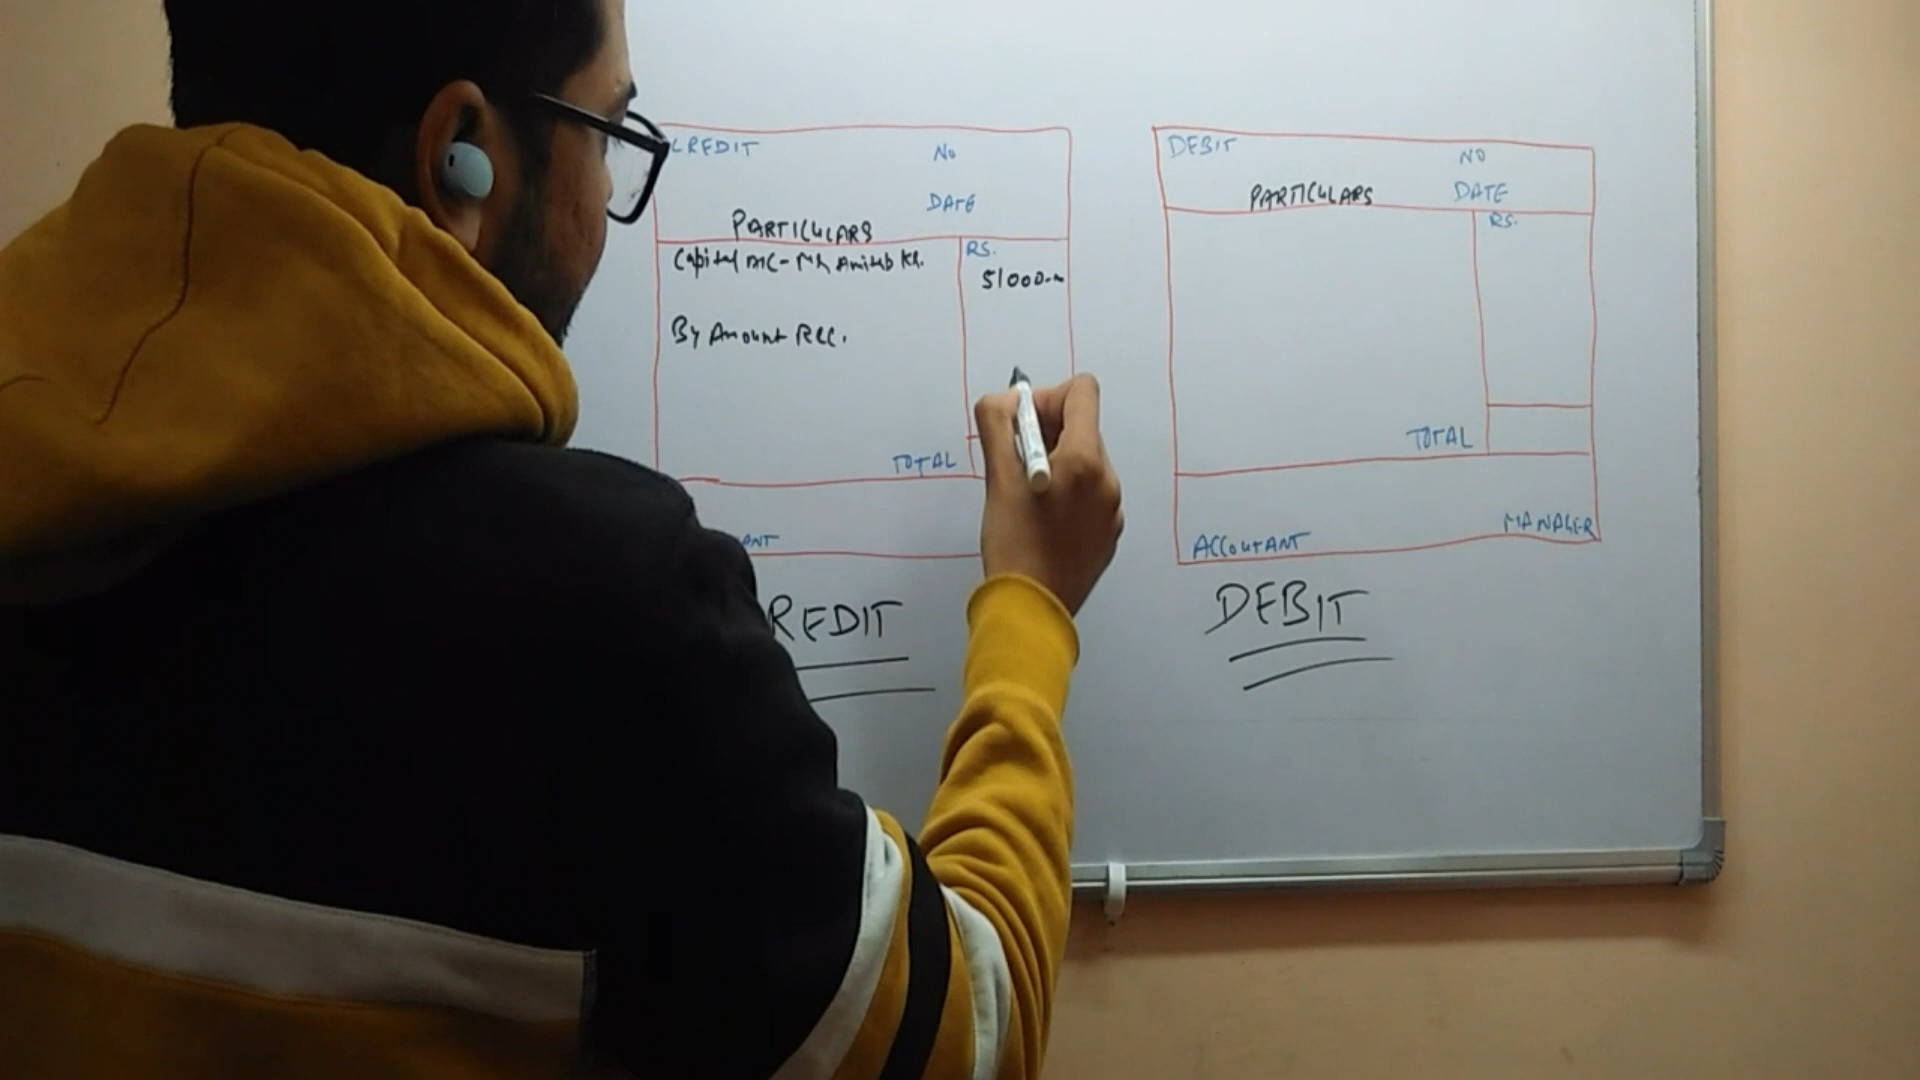 CREDIT
NO
DATE
PARTICULARS
Capital A/C - Mr Amitab Kr.
RS.
51000
By Amount Rec.
TOTAL
ANT
REDIT
DEBIT
NO
PARTICULARS
DATE
RS.
TOTAL
ACCOUTANT
MANAGER
DEBIT